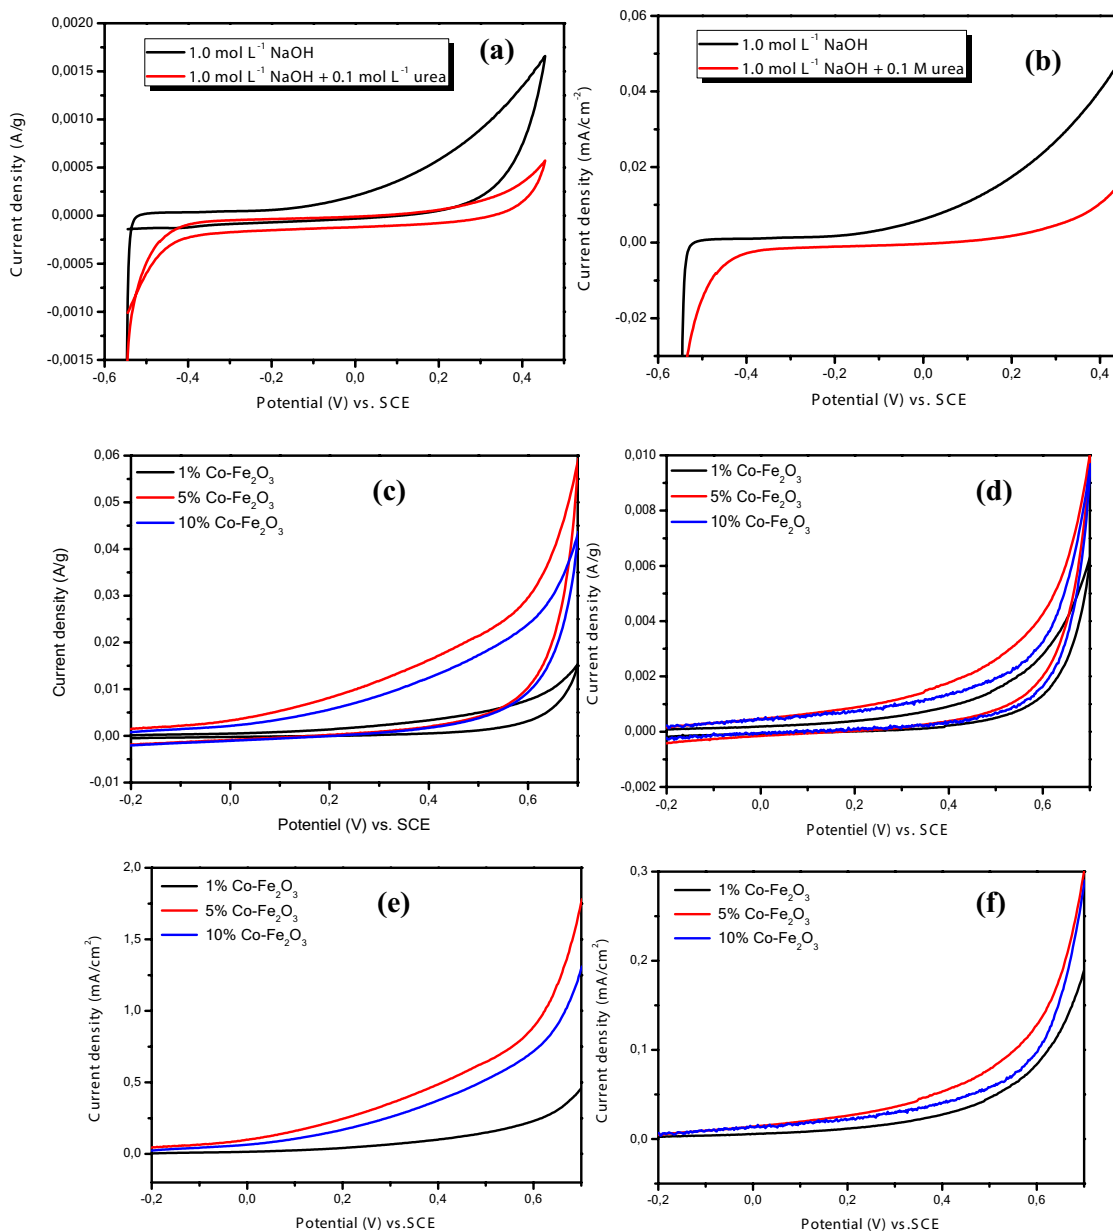 (a)
1.0 mol L⁻¹ NaOH
1.0 mol L⁻¹ NaOH + 0.1 mol L⁻¹ urea
Current density (A/g)
0,0020
0,0015
0,0010
0,0005
0,0000
-0,0005
-0,0010
-0,0015
-0,6 -0,4 -0,2 0,0 0,2 0,4
Potential (V) vs. SCE
(b)
1.0 mol L⁻¹ NaOH
1.0 mol L⁻¹ NaOH + 0.1 M urea
Current density (mA/cm⁻²)
0,06
0,04
0,02
0,00
-0,02
-0,6 -0,4 -0,2 0,0 0,2 0,4
Potential (V) vs. SCE
(c)
1% Co-Fe₂O₃
5% Co-Fe₂O₃
10% Co-Fe₂O₃
Current density (A/g)
0,06
0,05
0,04
0,03
0,02
0,01
0,00
-0,01
-0,2 0,0 0,2 0,4 0,6
Potentiel (V) vs. SCE
(d)
1% Co-Fe₂O₃
5% Co-Fe₂O₃
10% Co-Fe₂O₃
Current density (A/g)
0,010
0,008
0,006
0,004
0,002
0,000
-0,002
-0,2 0,0 0,2 0,4 0,6
Potentiel (V) vs. SCE
(e)
1% Co-Fe₂O₃
5% Co-Fe₂O₃
10% Co-Fe₂O₃
Current density (mA/cm²)
2,0
1,5
1,0
0,5
0,0
-0,2 0,0 0,2 0,4 0,6
Potential (V) vs.SCE
(f)
1% Co-Fe₂O₃
5% Co-Fe₂O₃
10% Co-Fe₂O₃
Current density (mA/cm²)
0,3
0,2
0,1
0,0
-0,2 0,0 0,2 0,4 0,6
Potential (V) vs.SCE